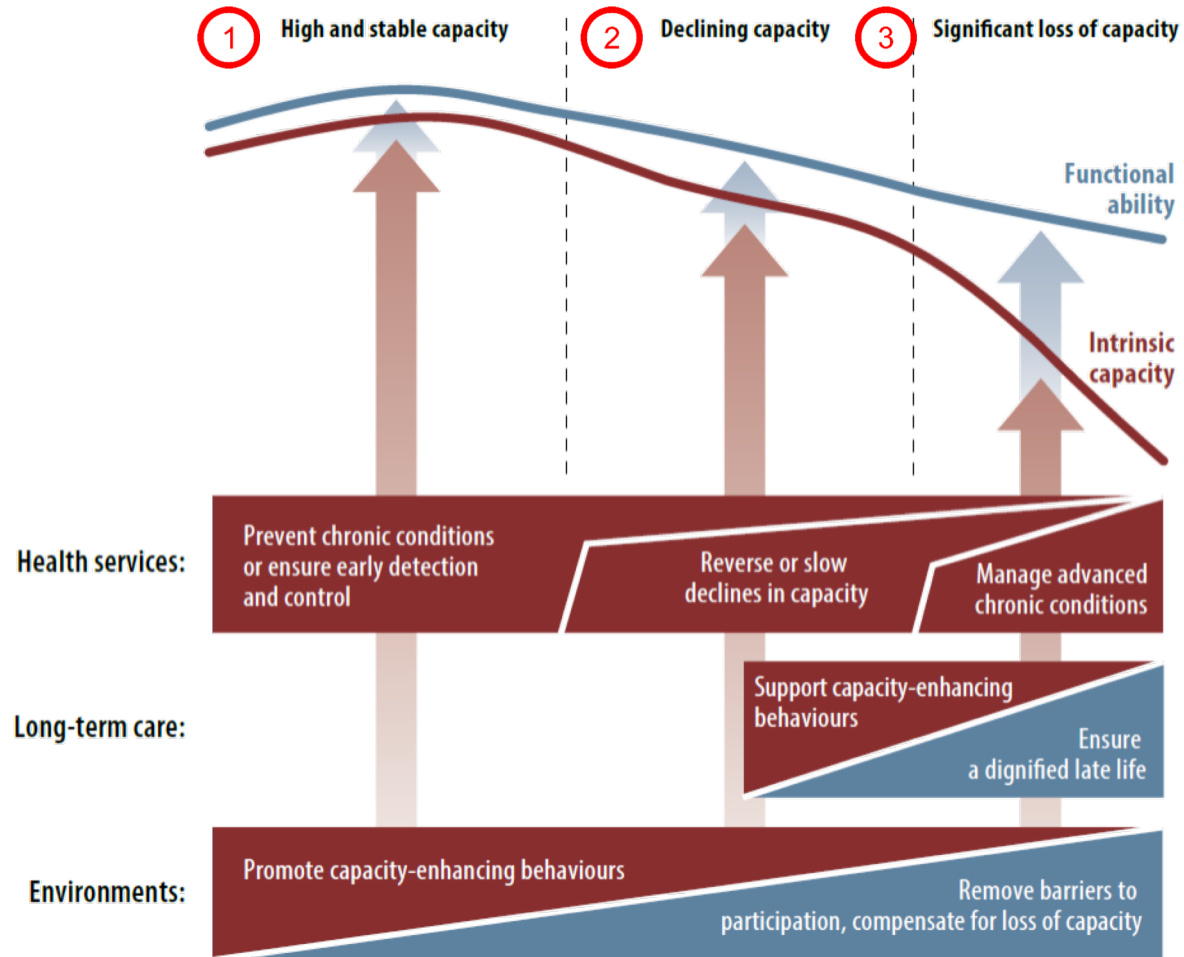 1 High and stable capacity
2 Declining capacity
3 Significant loss of capacity
Functional
ability
Intrinsic
capacity
Health services:
Prevent chronic conditions
or ensure early detection
and control
Reverse or slow
declines in capacity
Manage advanced
chronic conditions
Long-term care:
Support capacity-enhancing
behaviours
Ensure
a dignified late life
Environments:
Promote capacity-enhancing behaviours
Remove barriers to
participation, compensate for loss of capacity